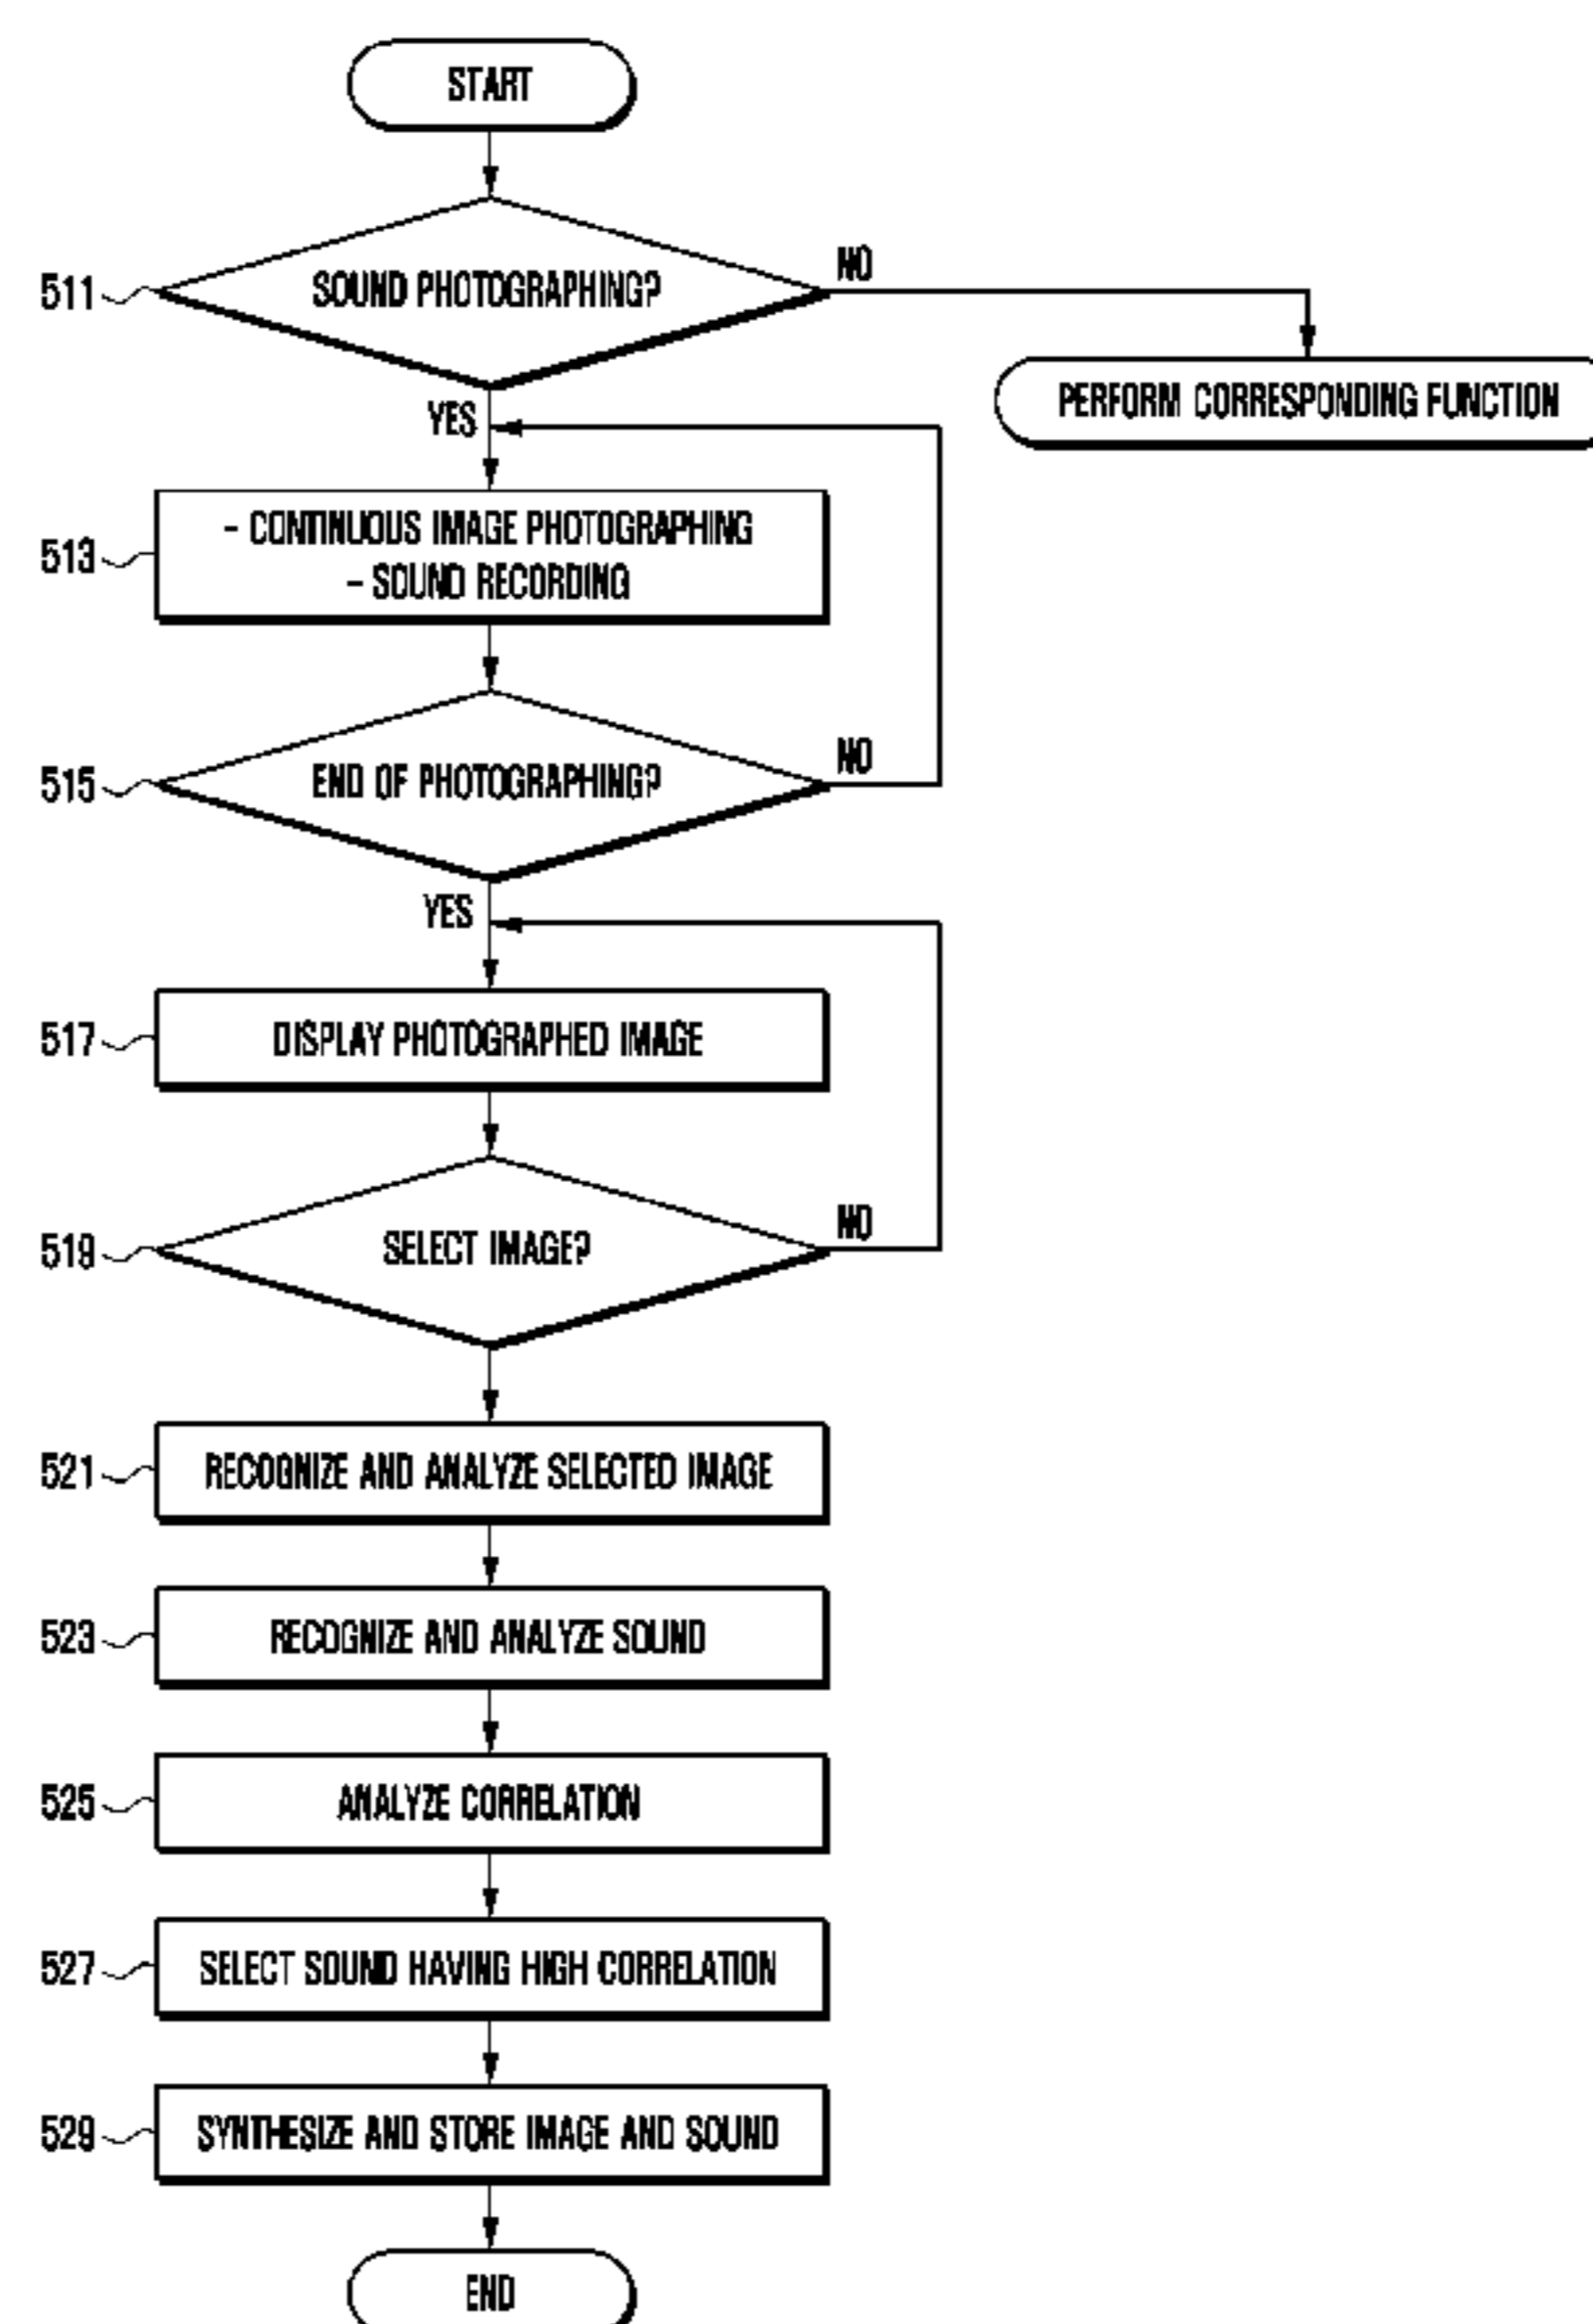 START
511
SOUND PHOTOGRAPHING?
NO
PERFORM CORRESPONDING FUNCTION
YES
513
- CONTINUOUS IMAGE PHOTOGRAPHING
- SOUND RECORDING
515
END OF PHOTOGRAPHING?
NO
YES
517
DISPLAY PHOTOGRAPHED IMAGE
519
SELECT IMAGE?
NO
521
RECOGNIZE AND ANALYZE SELECTED IMAGE
523
RECOGNIZE AND ANALYZE SOUND
525
ANALYZE CORRELATION
527
SELECT SOUND HAVING HIGH CORRELATION
529
SYNTHESIZE AND STORE IMAGE AND SOUND
END